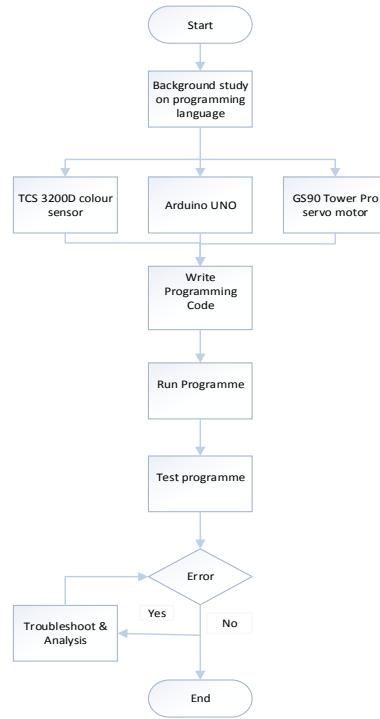 Start
Background study
on programming
language
TCS 3200D colour
sensor
Arduino UNO
GS90 Tower Pro
servo motor
Write
Programming
Code
Run Programme
Test programme
Error
Yes
No
Troubleshoot &
Analysis
End